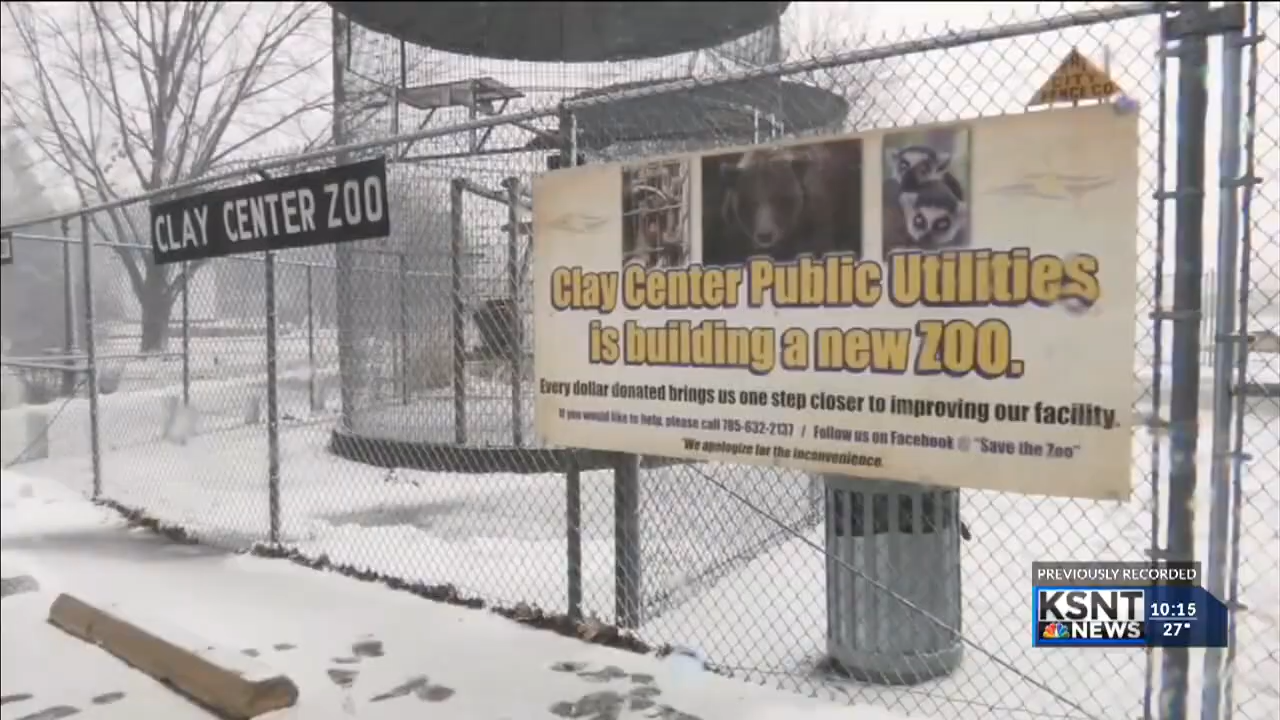 CITY
FENCE CO
CLAY CENTER ZOO
Clay Center Public Utilities
is building a new ZOO.
Every dollar donated brings us one step closer to improving our facility.
If you would like to help, please call 785-632-2137 / Follow us on Facebook @ "Save the Zoo"
"We apologize for the inconvenience.
PREVIOUSLY RECORDED
KSNT
NEWS
10:15
27°